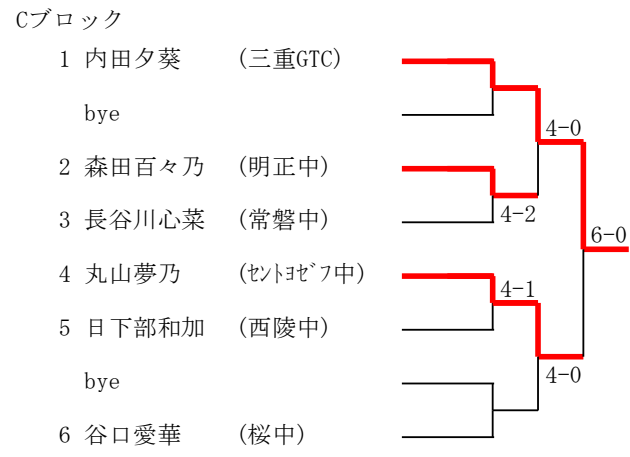 Cブロック
1 内田夕葵 (三重GTC)
bye
4-0
2 森田百々乃 (明正中)
3 長谷川心菜 (常磐中) 4-2
6-0
4 丸山夢乃 (ｾﾝﾄﾖｾﾞﾌ中) 4-1
5 日下部和加 (西陵中)
bye 4-0
6 谷口愛華 (桜中)